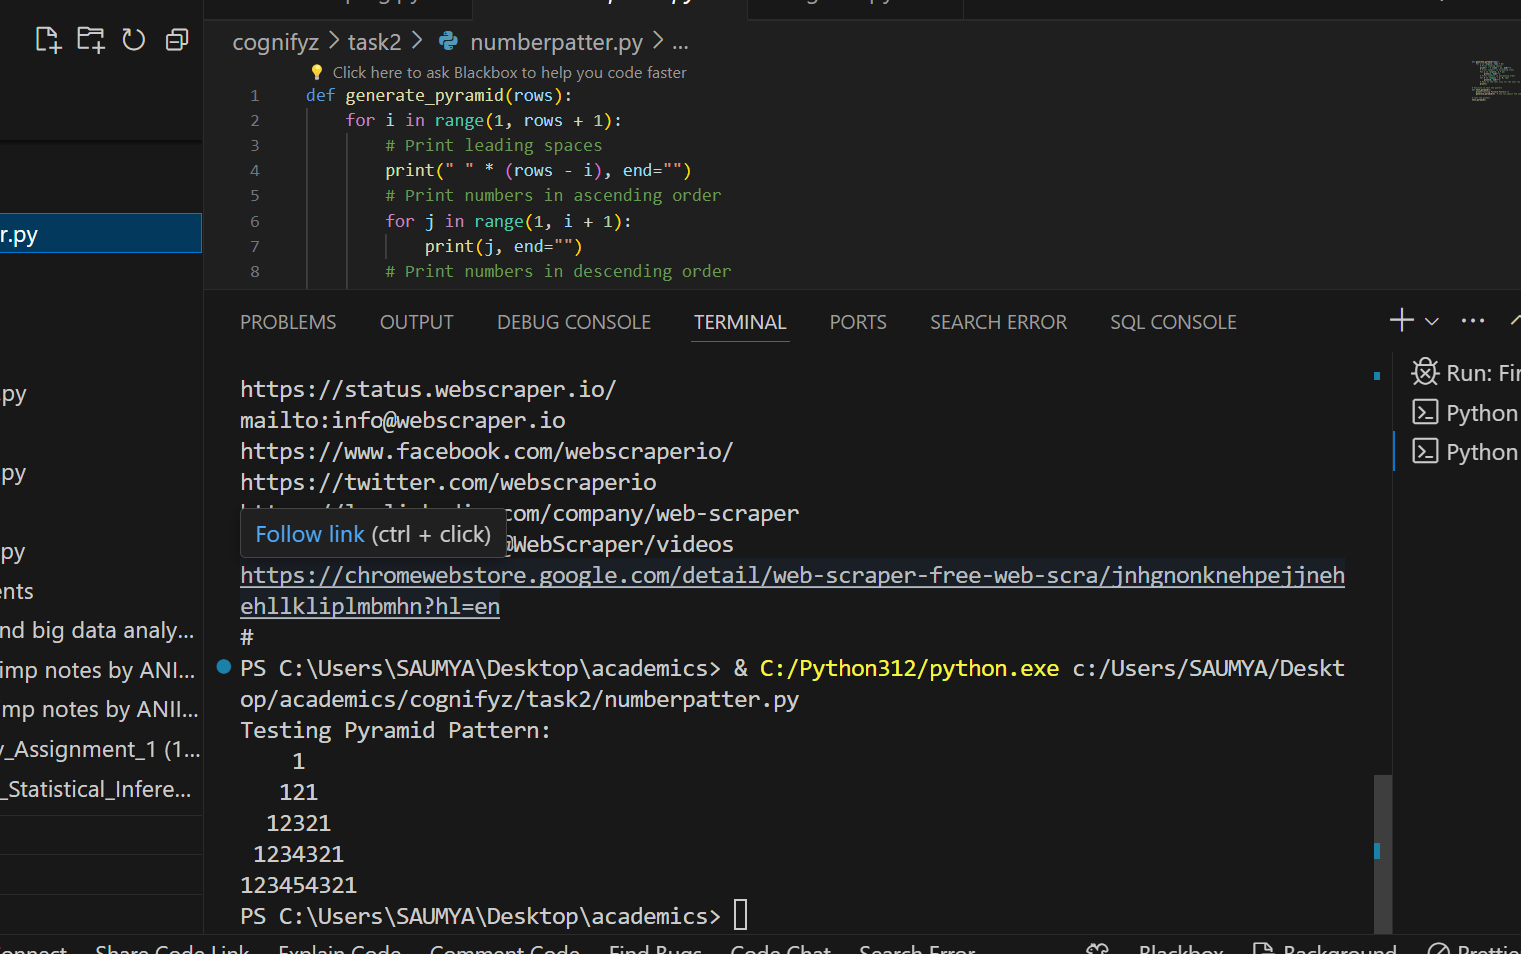 cognifyz > task2 > numberpatter.py > ...
Click here to ask Blackbox to help you code faster
1 def generate_pyramid(rows):
2 for i in range(1, rows + 1):
3 # Print leading spaces
4 print(" " * (rows - i), end="")
5 # Print numbers in ascending order
6 for j in range(1, i + 1):
7 print(j, end="")
8 # Print numbers in descending order
r.py
.py
py
py
ents
nd big data analy...
imp notes by ANI...
mp notes by ANII...
y_Assignment_1 (1...
_Statistical_Infere...
PROBLEMS OUTPUT DEBUG CONSOLE TERMINAL PORTS SEARCH ERROR SQL CONSOLE
https://status.webscraper.io/
mailto:info@webscraper.io
https://www.facebook.com/webscraperio/
https://twitter.com/webscraperio
com/company/web-scraper
Follow link (ctrl + click)
@WebScraper/videos
https://chromewebstore.google.com/detail/web-scraper-free-web-scra/jnhgnonknehpejjneh
ehllkliplmbmhn?hl=en
#
PS C:\Users\SAUMYA\Desktop\academics> & C:/Python312/python.exe c:/Users/SAUMYA/Deskt
op/academics/cognifyz/task2/numberpatter.py
Testing Pyramid Pattern:
1
121
12321
1234321
123454321
PS C:\Users\SAUMYA\Desktop\academics>
Run: Fir
Python
Python
onnect Share Code Link Explain Code Comment Code Find Bugs Code Chat Search Error Blackbox Background Prettie